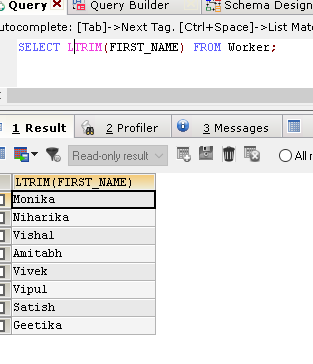 Query Query Builder Schema Design
utocomplete: [Tab]->Next Tag. [Ctrl+Space]->List Mat
SELECT LTRIM(FIRST_NAME) FROM Worker;
1 Result 2 Profiler 3 Messages
Read-only result All
LTRIM(FIRST_NAME)
Monika
Niharika
Vishal
Amitabh
Vivek
Vipul
Satish
Geetika